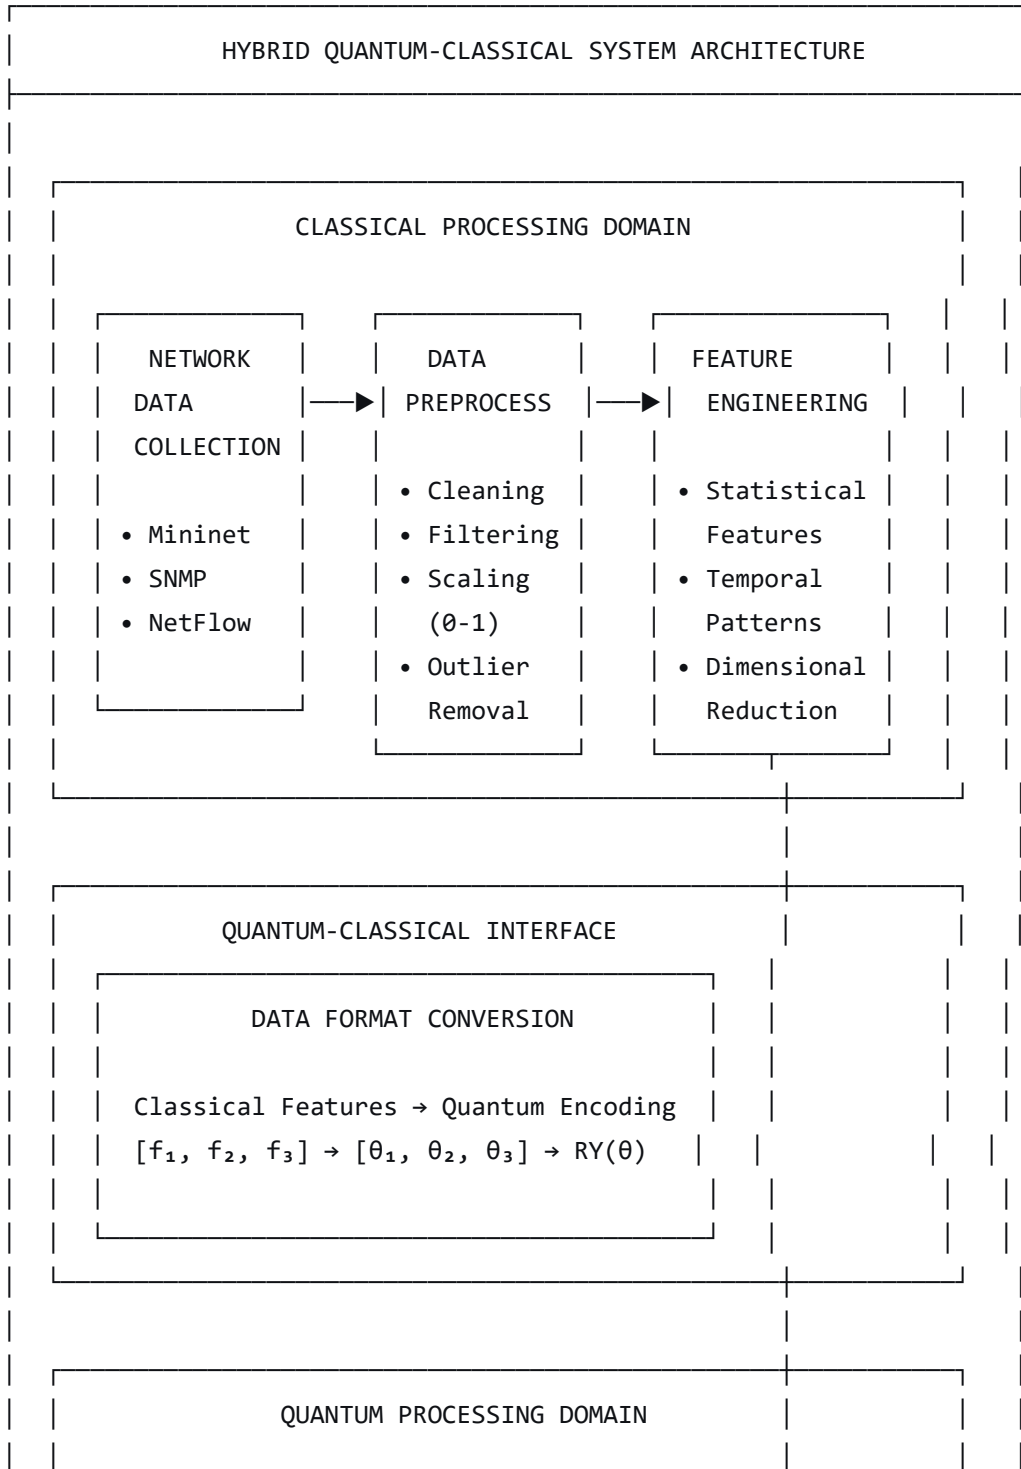 HYBRID QUANTUM-CLASSICAL SYSTEM ARCHITECTURE
CLASSICAL PROCESSING DOMAIN
NETWORK
DATA
COLLECTION
• Mininet
• SNMP
• NetFlow
DATA
PREPROCESS
• Cleaning
• Filtering
• Scaling
(0-1)
• Outlier
Removal
FEATURE
ENGINEERING
• Statistical
Features
• Temporal
Patterns
• Dimensional
Reduction
QUANTUM-CLASSICAL INTERFACE
DATA FORMAT CONVERSION
Classical Features → Quantum Encoding
[f₁, f₂, f₃] → [θ₁, θ₂, θ₃] → RY(θ)
QUANTUM PROCESSING DOMAIN